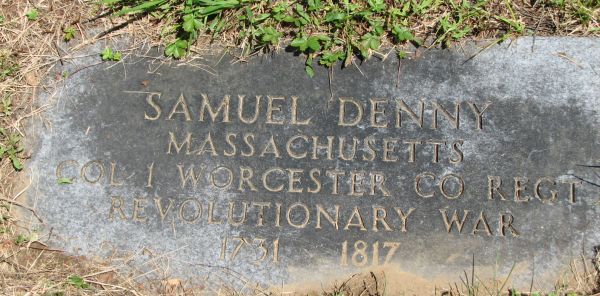 SAMUEL DENNY
MASSACHUSETTS
COL 1 WORCESTER CO REGT
REVOLUTIONARY WAR
1731 1817